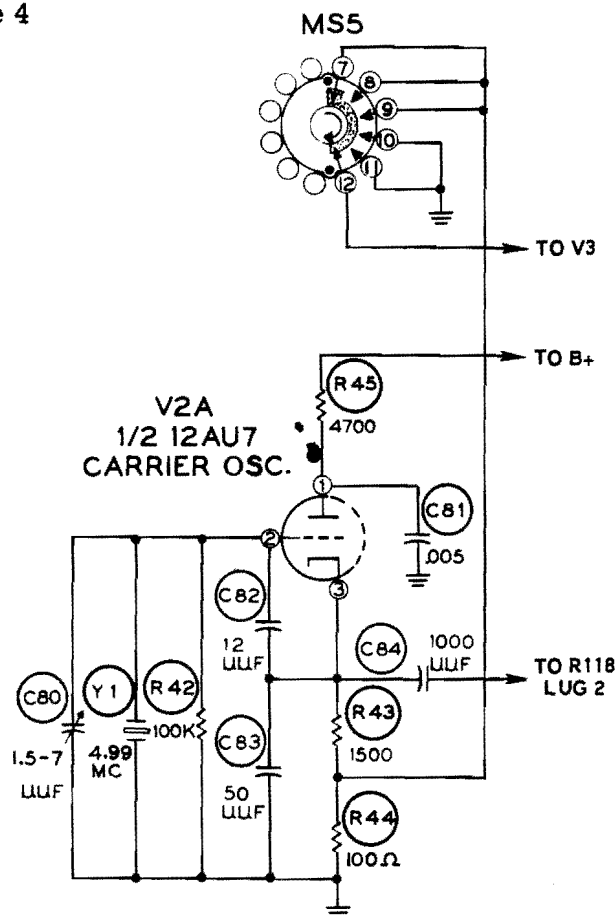 e 4
MS5
7
8
9
10
11
12
TO V3
TO B+
R45
4700
V2A
1/2 12AU7
CARRIER OSC.
1
C81
.005
2
3
C82
12
UUF
C84
1000
UUF
TO R118
LUG 2
C80
1.5-7
UUF
Y1
4.99
MC
R42
100K
C83
50
UUF
R43
1500
R44
100Ω